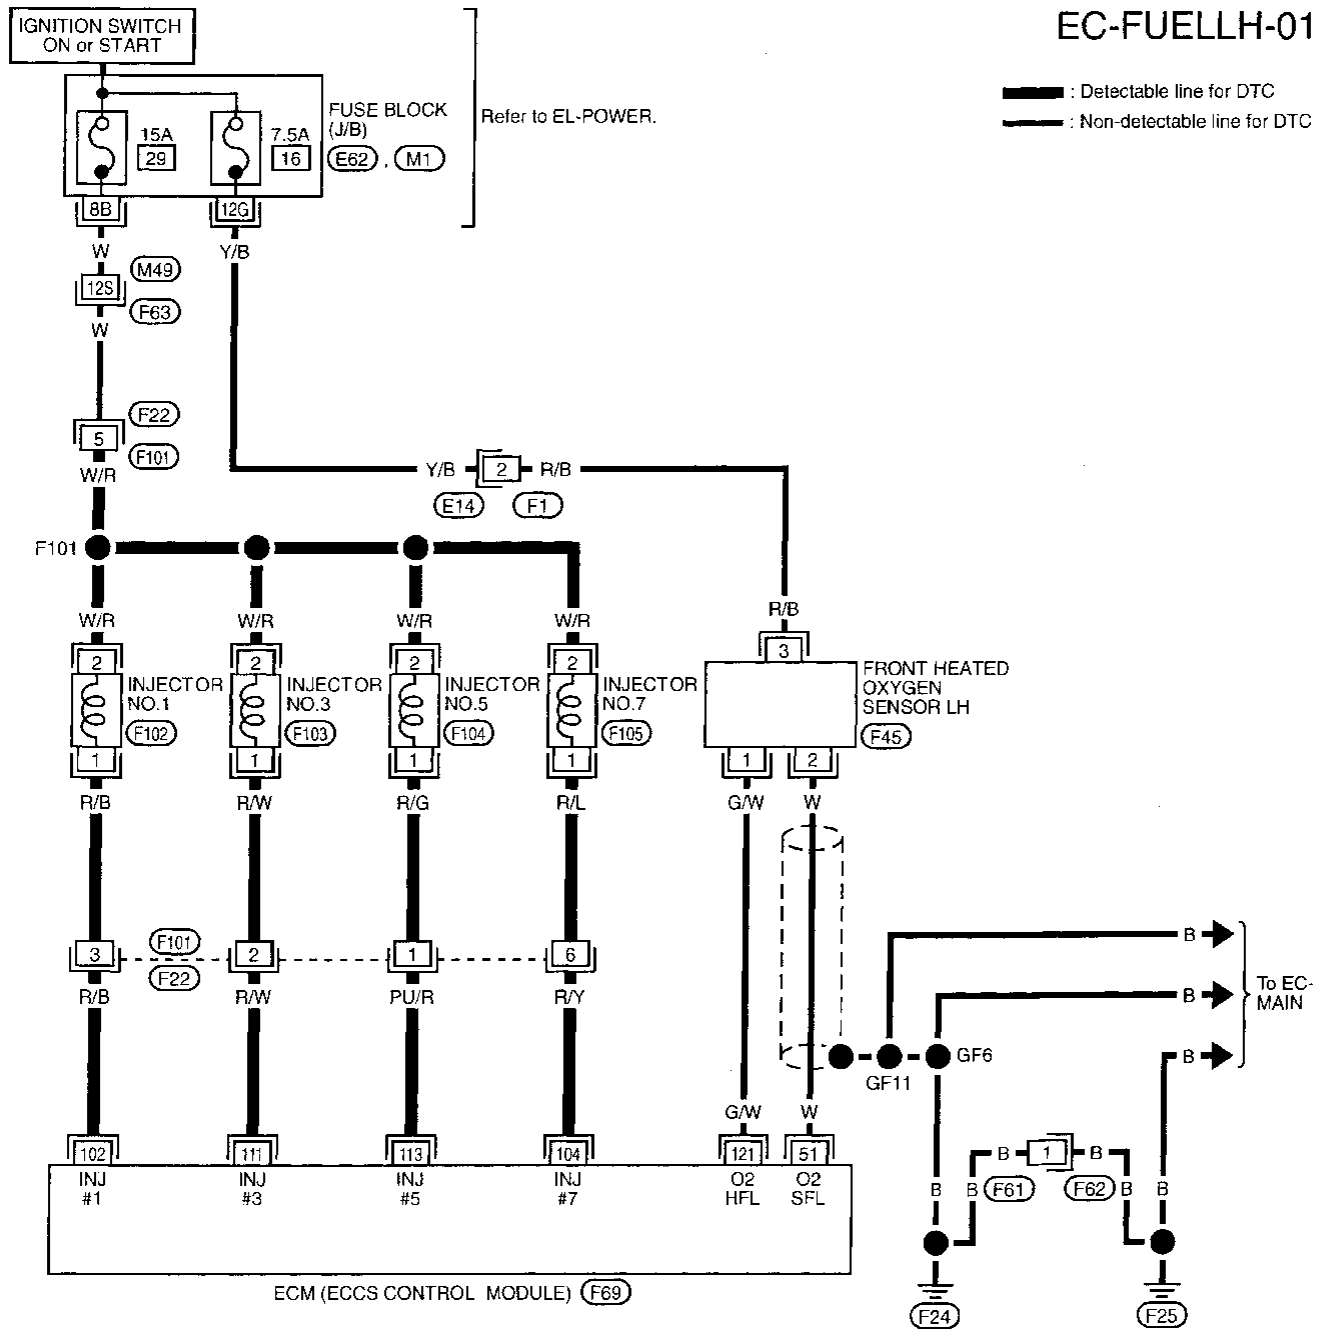 EC-FUELLH-01
IGNITION SWITCH
ON or START
: Detectable line for DTC
: Non-detectable line for DTC
FUSE BLOCK
(J/B)
E62 , M1
Refer to EL-POWER.
15A
29
7.5A
16
8B
12G
W
Y/B
M49
12S
F63
W
F22
5
F101
W/R
Y/B 2 R/B
E14 F1
F101
R/B
W/R W/R W/R W/R
2 2 2 2 3
INJECTOR
NO.1
F102
INJECTOR
NO.3
F103
INJECTOR
NO.5
F104
INJECTOR
NO.7
F105
FRONT HEATED
OXYGEN
SENSOR LH
F45
1 1 1 1 1 2
R/B R/W R/G R/L G/W W
F101
3 2 1 6
F22
R/B R/W PU/R R/Y
B
B
B
To EC-
MAIN
GF6
GF11
G/W W
102 111 113 104 121 51
INJ
#1
INJ
#3
INJ
#5
INJ
#7
O2
HFL
O2
SFL
B 1 B
F61 F62
B B B B
ECM (ECCS CONTROL MODULE) F69
F24 F25